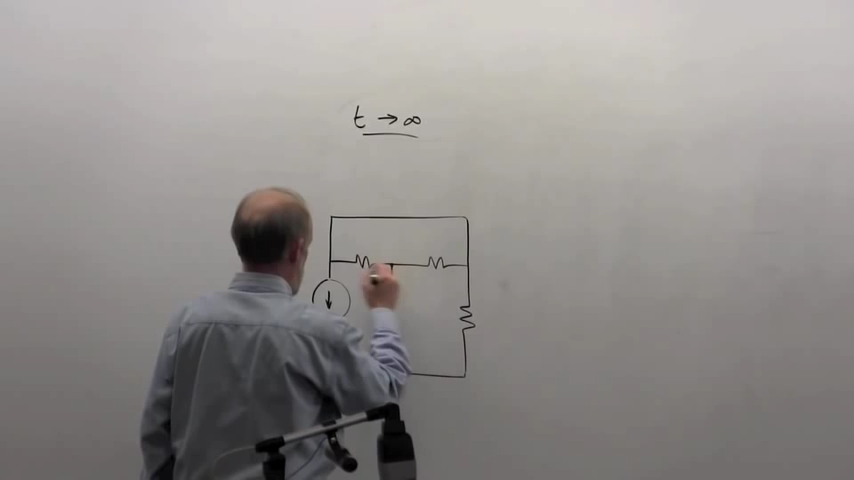 t → ∞